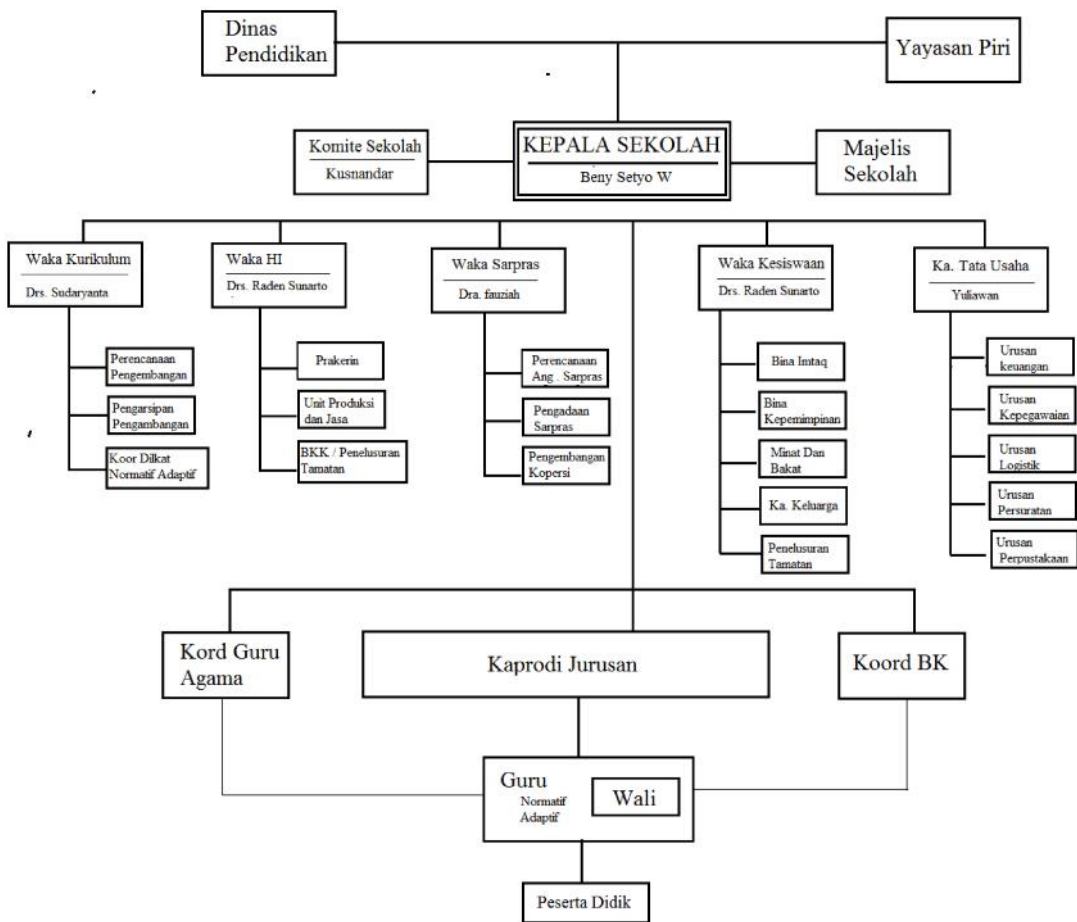 Dinas
Pendidikan
Yayasan Piri
Komite Sekolah
Kusnandar
KEPALA SEKOLAH
Beny Setyo W
Majelis
Sekolah
Waka Kurikulum
Drs. Sudaryanta
Waka HI
Drs. Raden Sunarto
Waka Sarpras
Dra. fauziah
Waka Kesiswaan
Drs. Raden Sunarto
Ka. Tata Usaha
Yuliawan
Perencanaan
Pengembangan
Pengarsipan
Pengambangan
Koor Dilkat
Normatif Adaptif
Prakerin
Unit Produksi
dan Jasa
BKK / Penelusuran
Tamatan
Perencanaan
Ang . Sarpras
Pengadaan
Sarpras
Pengembangan
Kopersi
Bina Imtaq
Bina
Kepemimpinan
Minat Dan
Bakat
Ka. Keluarga
Penelusuran
Tamatan
Urusan
keuangan
Urusan
Kepegawaian
Urusan
Logistik
Urusan
Persuratan
Urusan
Perpustakaan
Kord Guru
Agama
Kaprodi Jurusan
Koord BK
Guru
Normatif
Adaptif
Wali
Peserta Didik